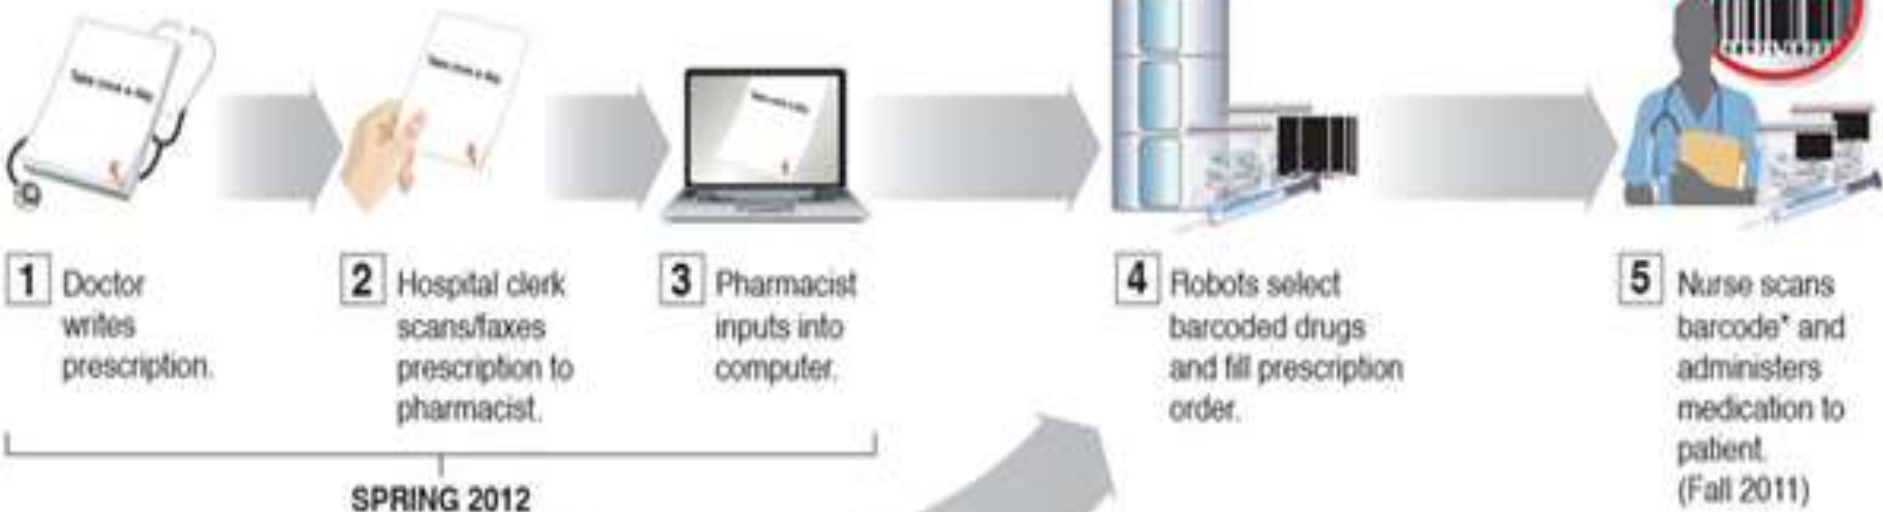 1 Doctor
writes
prescription.
2 Hospital clerk
scans/faxes
prescription to
pharmacist.
3 Pharmacist
inputs into
computer.
4 Robots select
barcoded drugs
and fill prescription
order.
5 Nurse scans
barcode* and
administers
medication to
patient.
(Fall 2011)
SPRING 2012